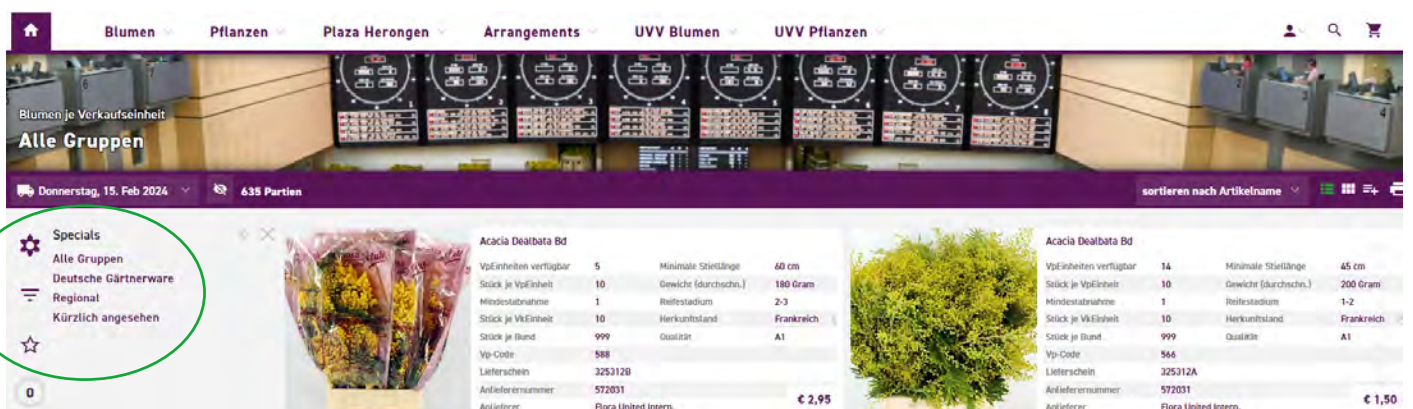 Blumen
Pflanzen
Plaza Herongen
Arrangements
UVV Blumen
UVV Pflanzen
Blumen je Verkaufseinheit
Alle Gruppen
Donnerstag, 15. Feb 2024
635 Partien
sortieren nach Artikelname
Specials
Alle Gruppen
Deutsche Gärtnerware
Regional
Kürzlich angesehen
0
Acacia Dealbata Bd
VpEinheiten verfügbar 5 Minimale Stiellänge 60 cm
Stück je VpEinheit 10 Gewicht (durchschn.) 180 Gram
Mindestabnahme 1 Reifestadium 2-3
Stück je VkEinheit 10 Herkunftsland Frankreich
Stück je Bund 999 Qualität A1
Vp-Code 588
Lieferschein 325312B
Anlieferernummer 572031
Anlieferer Flora United Intern.
€ 2,95
Acacia Dealbata Bd
VpEinheiten verfügbar 14 Minimale Stiellänge 45 cm
Stück je VpEinheit 10 Gewicht (durchschn.) 200 Gram
Mindestabnahme 1 Reifestadium 1-2
Stück je VkEinheit 10 Herkunftsland Frankreich
Stück je Bund 999 Qualität A1
Vp-Code 566
Lieferschein 325312A
Anlieferernummer 572031
Anlieferer Flora United Intern.
€ 1,50